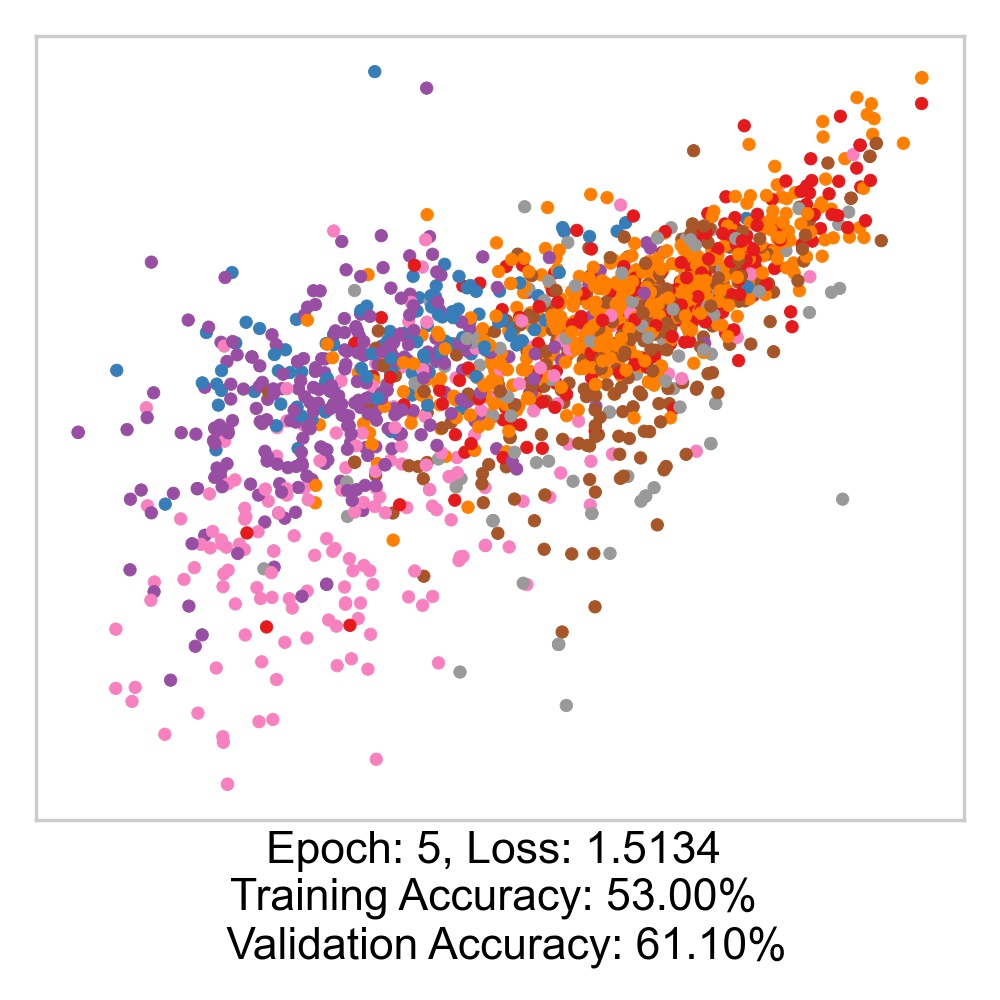 Epoch: 5, Loss: 1.5134
Training Accuracy: 53.00%
Validation Accuracy: 61.10%